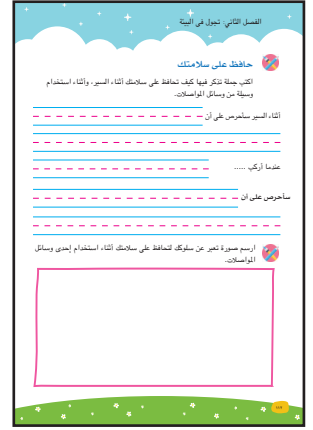 الفصل الثاني: تجول في البيئة
حافظ على سلامتك
اكتب جملة تذكر فيها كيف تحافظ على سلامتك أثناء السير، وأثناء استخدام
وسيلة من وسائل المواصلات.
أثناء السير سأحرص على أن
عندما أركب .....
سأحرص على أن
ارسم صورة تعبر عن سلوكك لتحافظ على سلامتك أثناء استخدام إحدى وسائل
المواصلات.